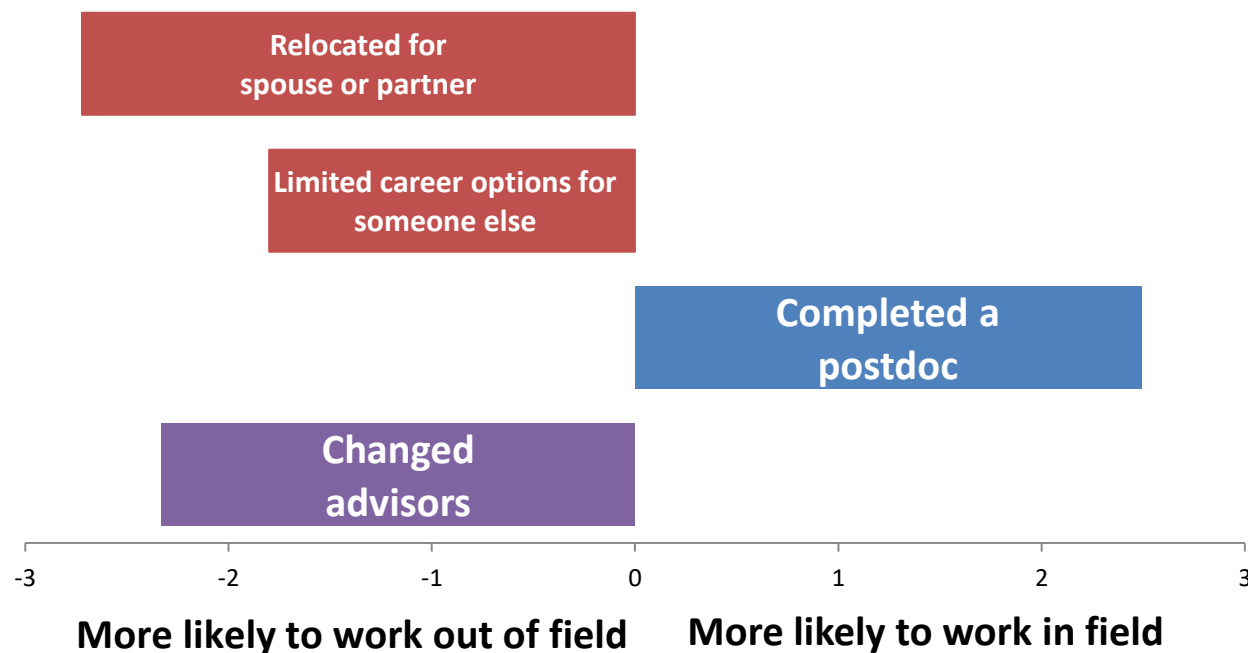 Relocated for
spouse or partner
Limited career options for
someone else
Completed a
postdoc
Changed
advisors
-3 -2 -1 0 1 2 3
More likely to work out of field More likely to work in field